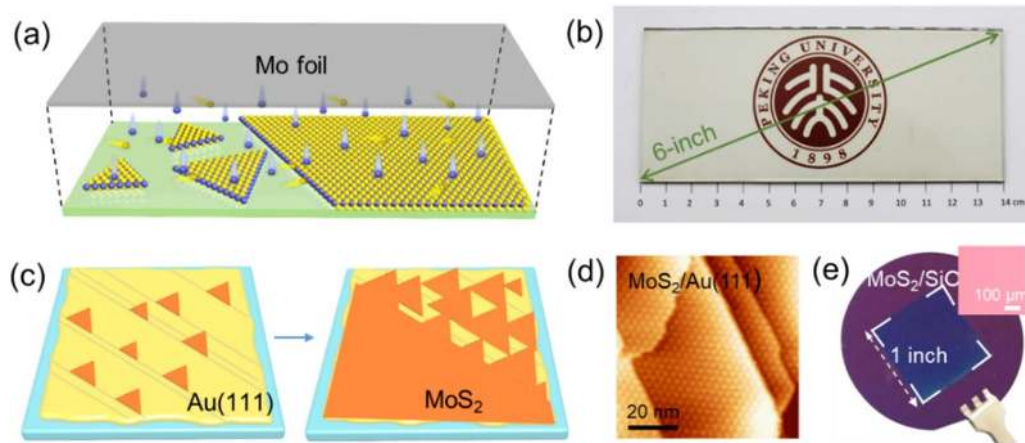 (a)
Mo foil
(b)
PEKING UNIVERSITY
1898
6-inch
0 1 2 3 4 5 6 7 8 9 10 11 12 13 14 cm
(c)
Au(111)
MoS2
(d)
MoS2/Au(111)
20 nm
(e)
MoS2/SiO
100 µm
1 inch